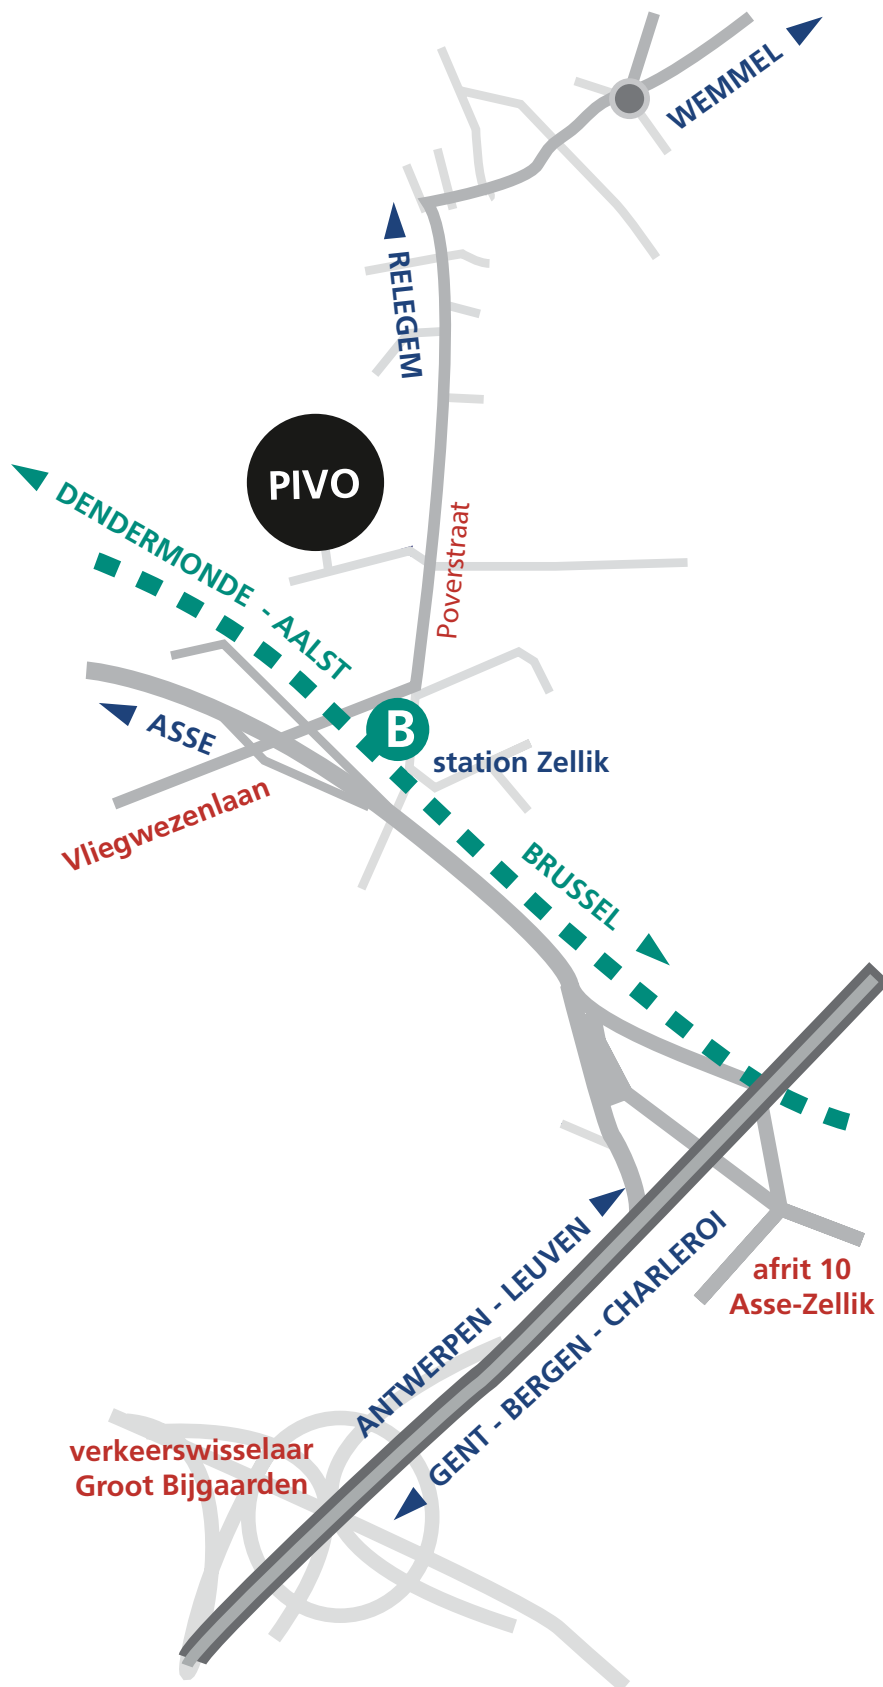 WEMMEL
RELEGEM
PIVO
DENDERMONDE - AALST
Poverstraat
B
ASSE
station Zellik
Vliegwezenlaan
BRUSSEL
ANTWERPEN - LEUVEN
GENT - BERGEN - CHARLEROI
afrit 10
Asse-Zellik
verkeerswisselaar
Groot Bijgaarden